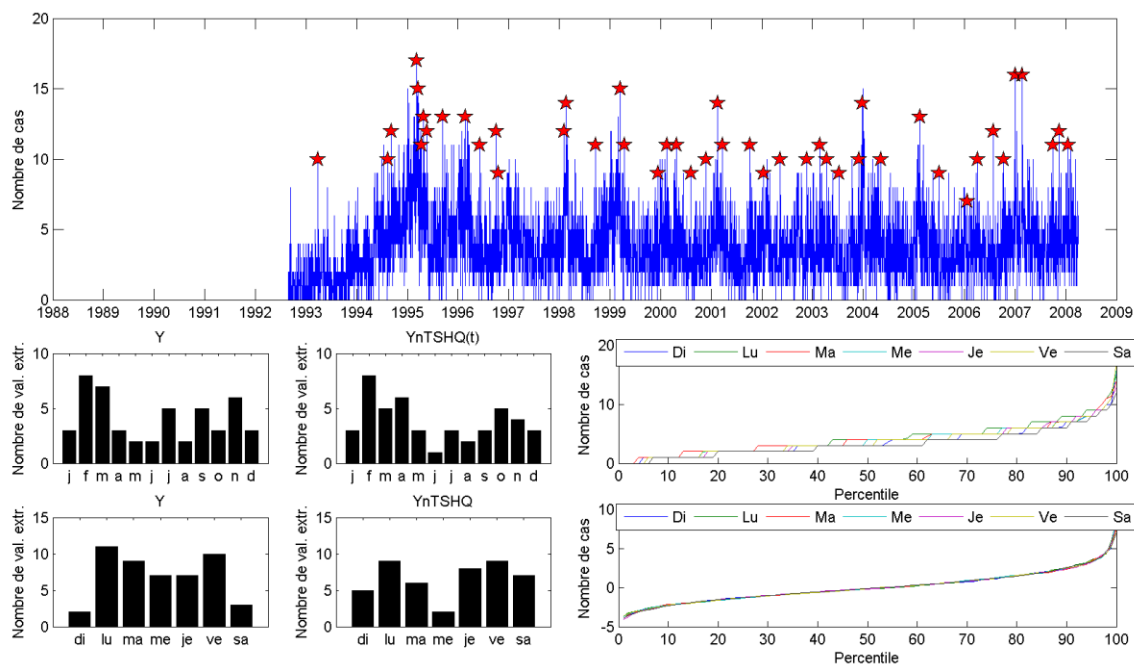 20
15
10
5
0
Nombre de cas
1988 1989 1990 1991 1992 1993 1994 1995 1996 1997 1998 1999 2000 2001 2002 2003 2004 2005 2006 2007 2008 2009
Y
10
5
0
Nombre de val. extr.
j f m a m j j a s o n d
YnTSHQ(t)
10
5
0
Nombre de val. extr.
j f m a m j j a s o n d
Di Lu Ma Me Je Ve Sa
20
10
0
Nombre de cas
0 10 20 30 40 50 60 70 80 90 100
Percentile
Y
15
10
5
0
Nombre de val. extr.
di lu ma me je ve sa
YnTSHQ
15
10
5
0
Nombre de val. extr.
di lu ma me je ve sa
Di Lu Ma Me Je Ve Sa
10
5
0
-5
Nombre de cas
0 10 20 30 40 50 60 70 80 90 100
Percentile